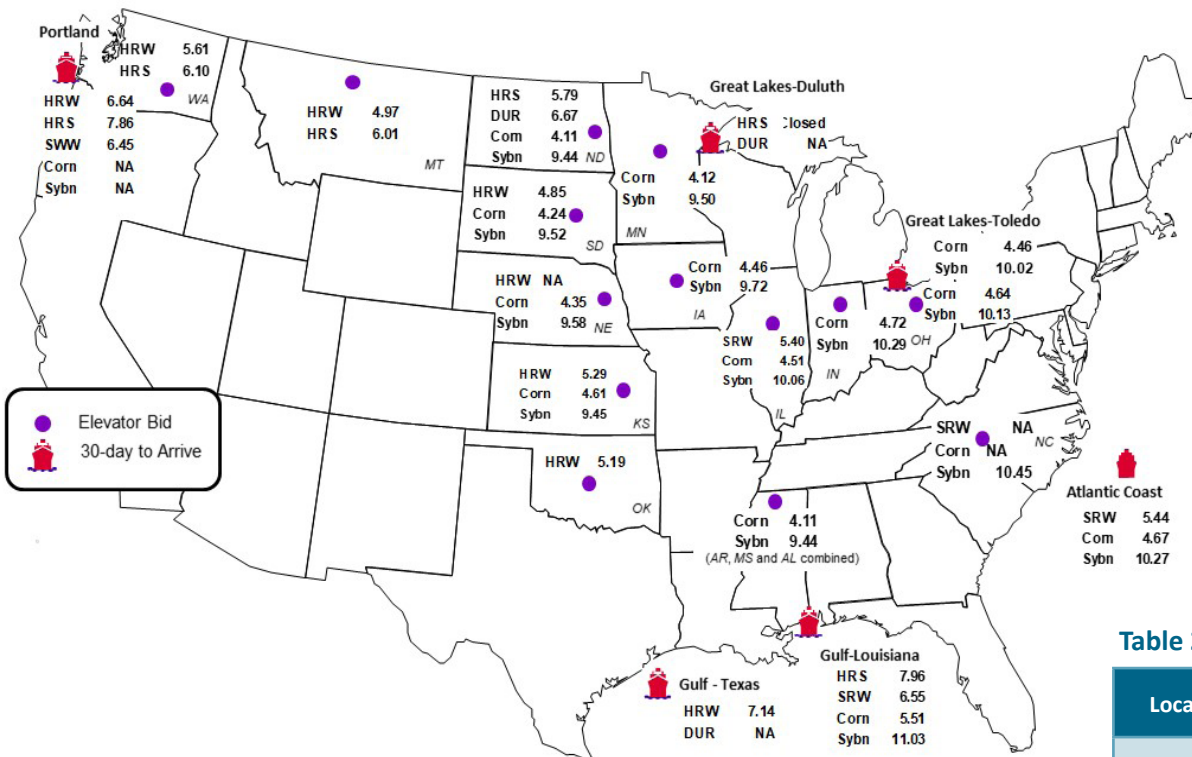 Portland
HRW 6.64
HRS 7.86
SWW 6.45
Corn NA
Sybn NA
HRW 5.61
HRS 6.10
WA
HRW 4.97
HRS 6.01
MT
HRS 5.79
DUR 6.67
Corn 4.11
Sybn 9.44 ND
HRW 4.85
Corn 4.24
Sybn 9.52
SD
HRW NA
Corn 4.35
Sybn 9.58 NE
HRW 5.29
Corn 4.61
Sybn 9.45
KS
HRW 5.19
OK
Great Lakes-Duluth
HRS Closed
DUR NA
Corn 4.12
Sybn 9.50
MN
Corn 4.46
Sybn 9.72
IA
SRW 5.40
Corn 4.51
Sybn 10.06
IL
Great Lakes-Toledo
Corn 4.46
Sybn 10.02
Corn 4.64
Sybn 10.13
OH
Corn 4.72
Sybn 10.29
IN
SRW NA
Corn NA
Sybn 10.45
NC
Atlantic Coast
SRW 5.44
Corn 4.67
Sybn 10.27
Corn 4.11
Sybn 9.44
(AR, MS and AL combined)
Gulf-Louisiana
HRS 7.96
SRW 6.55
Corn 5.51
Sybn 11.03
Gulf - Texas
HRW 7.14
DUR NA
Elevator Bid
30-day to Arrive
Table
Loca